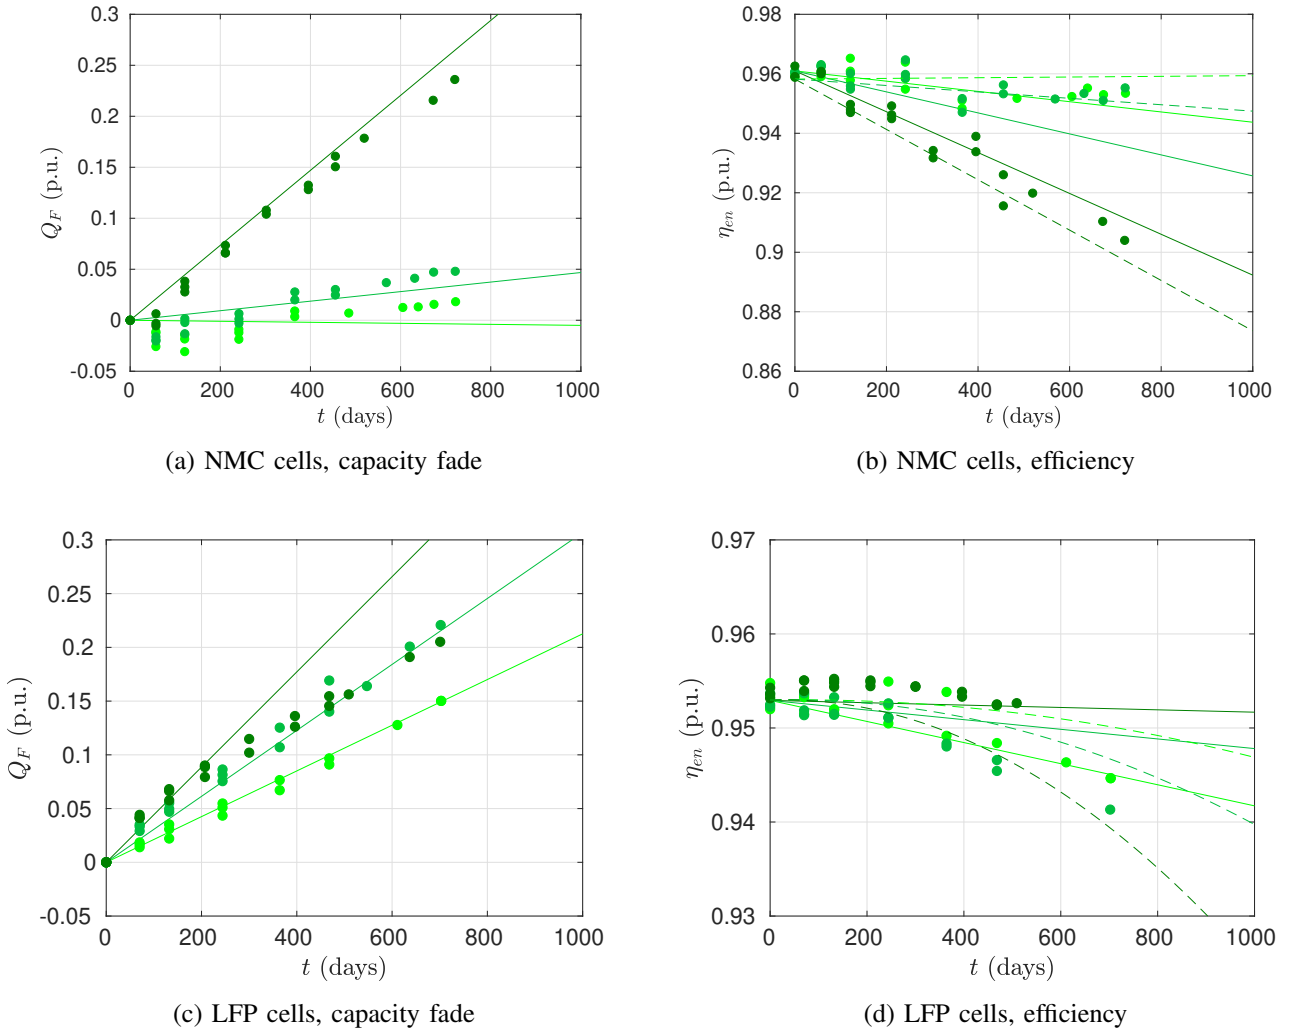 0.3
0.25
0.2
0.15
0.1
0.05
0
-0.05
Q_F (p.u.)
0 200 400 600 800 1000
t (days)
(a) NMC cells, capacity fade
0.98
0.96
0.94
0.92
0.9
0.88
0.86
η_en (p.u.)
0 200 400 600 800 1000
t (days)
(b) NMC cells, efficiency
0.3
0.25
0.2
0.15
0.1
0.05
0
-0.05
Q_F (p.u.)
0 200 400 600 800 1000
t (days)
(c) LFP cells, capacity fade
0.97
0.96
0.95
0.94
0.93
η_en (p.u.)
0 200 400 600 800 1000
t (days)
(d) LFP cells, efficiency